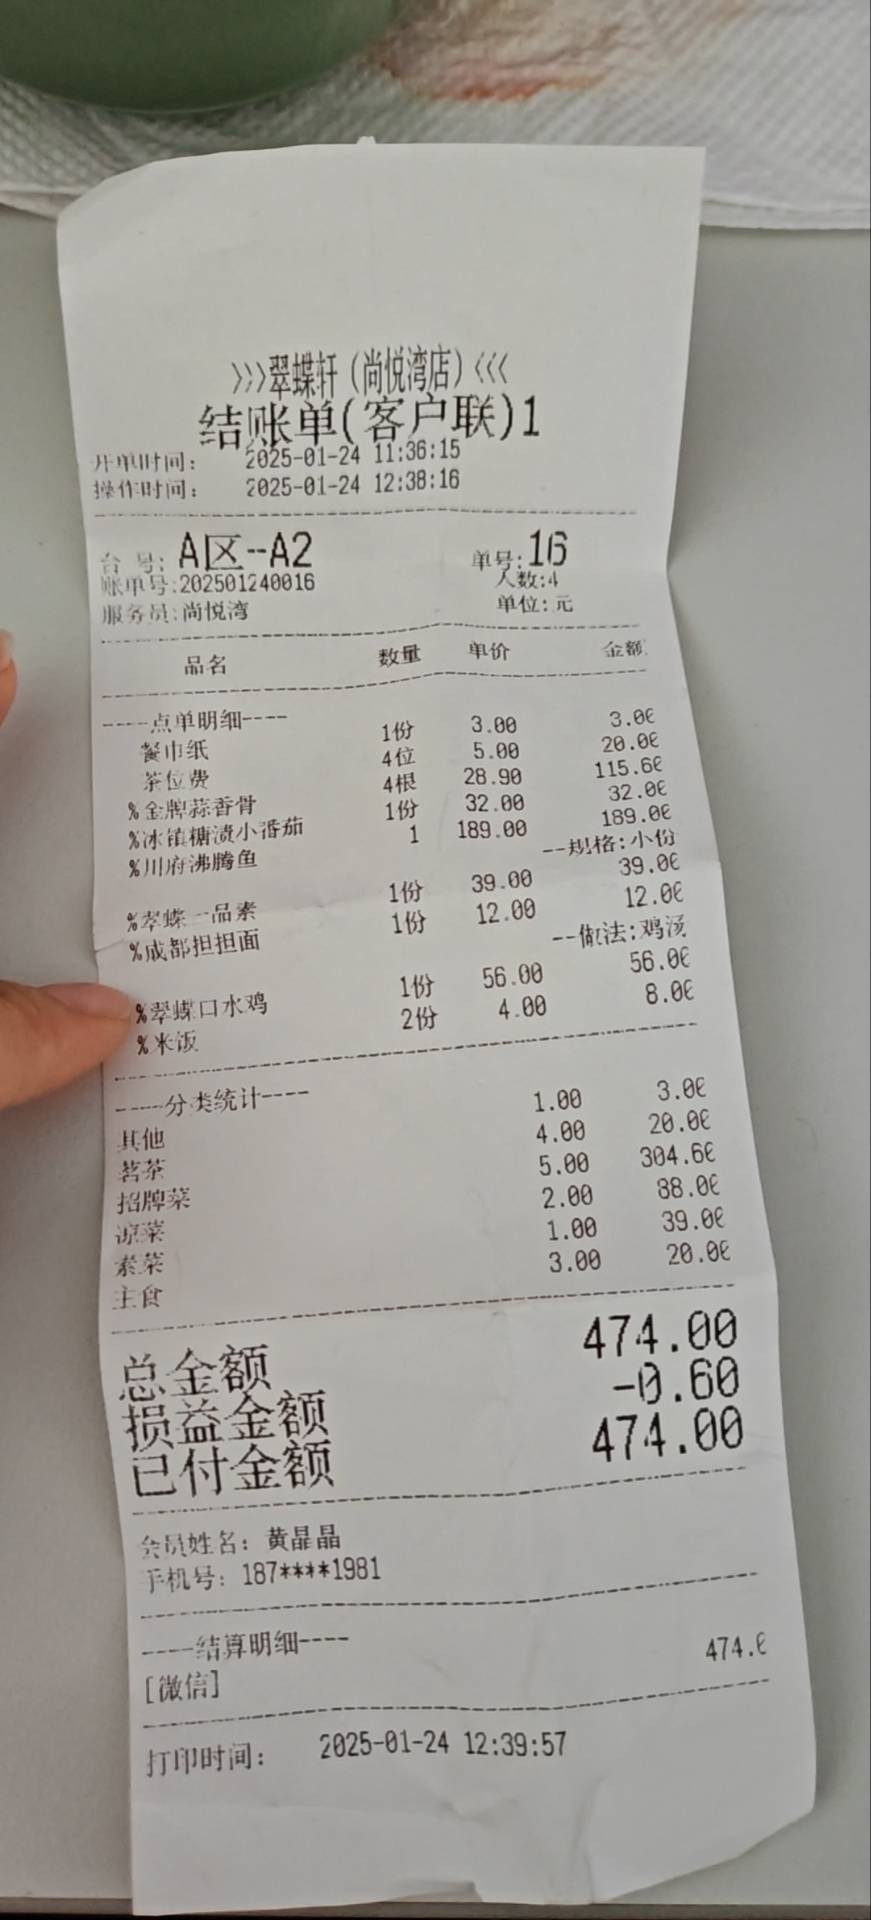 >>>翠蝶轩(尚悦湾店)<<<
结账单(客户联)1
开单时间: 2025-01-24 11:36:15
操作时间: 2025-01-24 12:38:16
台号: A区--A2 单号:16
账单号:202501240016 人数:4
服务员:尚悦湾 单位:元
品名 数量 单价 金额
----点单明细----
餐巾纸 1份 3.00 3.0
茶位费 4位 5.00 20.0
%金牌蒜香骨 4根 28.90 115.6
%冰镇糖渍小番茄 1份 32.00 32.0
%川府沸腾鱼 1 189.00 189.0
--规格:小份
%翠蝶一品素 1份 39.00 39.0
%成都担担面 1份 12.00 12.0
--做法:鸡汤
%翠蝶口水鸡 1份 56.00 56.0
%米饭 2份 4.00 8.0
----分类统计----
其他 1.00 3.0
茗茶 4.00 20.0
招牌菜 5.00 304.6
凉菜 2.00 88.0
素菜 1.00 39.0
主食 3.00 20.0
总金额 474.00
损益金额 -0.60
已付金额 474.00
会员姓名: 黄晶晶
手机号: 187****1981
----结算明细----
[微信] 474.
打印时间: 2025-01-24 12:39:57